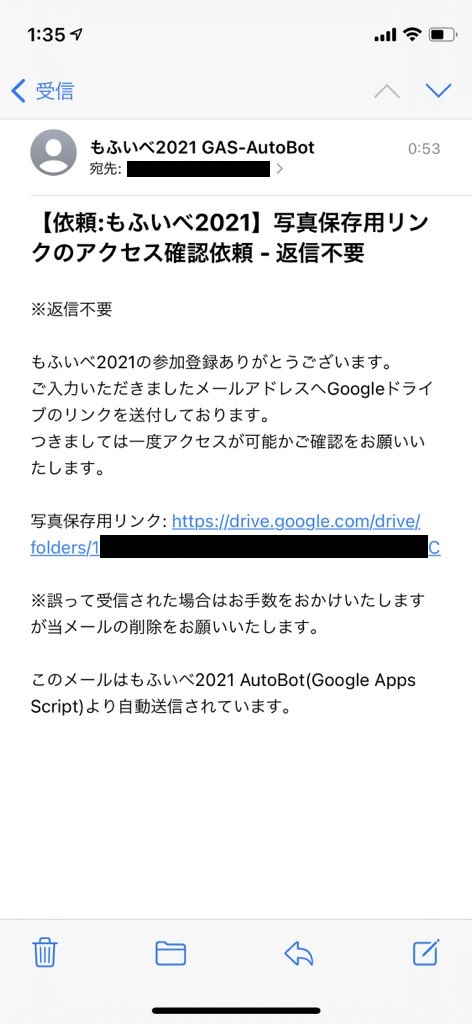 1:35
受信
もふいべ2021 GAS-AutoBot
0:53
宛先:
【依頼:もふいべ2021】写真保存用リン
クのアクセス確認依頼 - 返信不要
※返信不要
もふいべ2021の参加登録ありがとうございます。
ご入力いただきましたメールアドレスへGoogleドライ
ブのリンクを送付しております。
つきましては一度アクセスが可能かご確認をお願いい
たします。
写真保存用リンク: https://drive.google.com/drive/
folders/1 C
※誤って受信された場合はお手数をおかけいたします
が当メールの削除をお願いいたします。
このメールはもふいべ2021 AutoBot(Google Apps
Script)より自動送信されています。